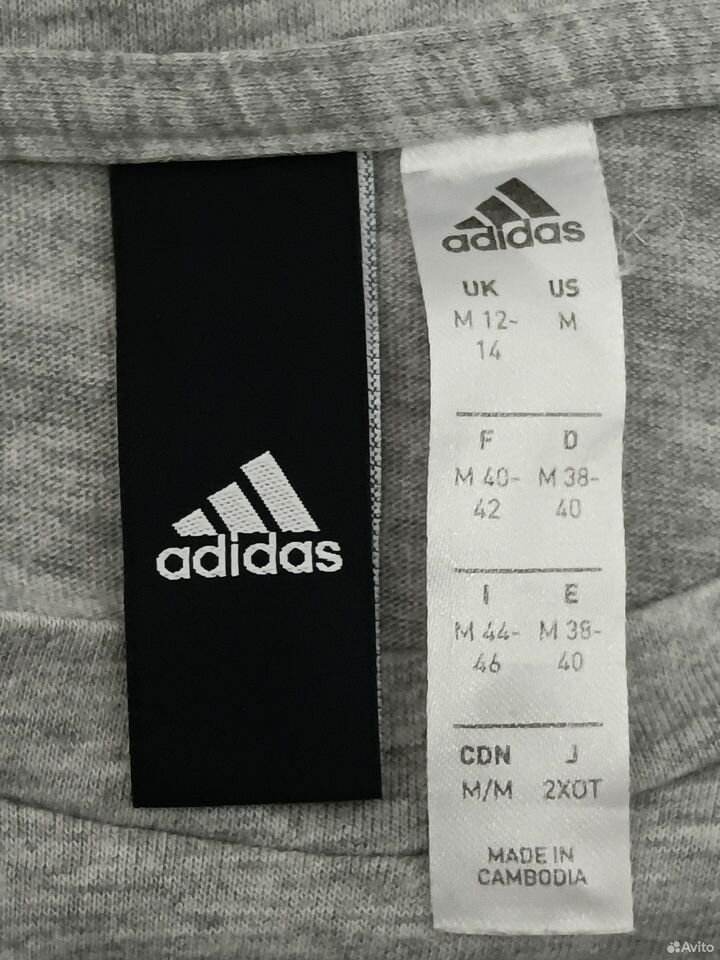 adidas
adidas
UK US
M 12- M
14
F D
M 40- M 38-
42 40
I E
M 44- M 38-
46 40
CDN J
M/M 2XOT
MADE IN
CAMBODIA
Avito